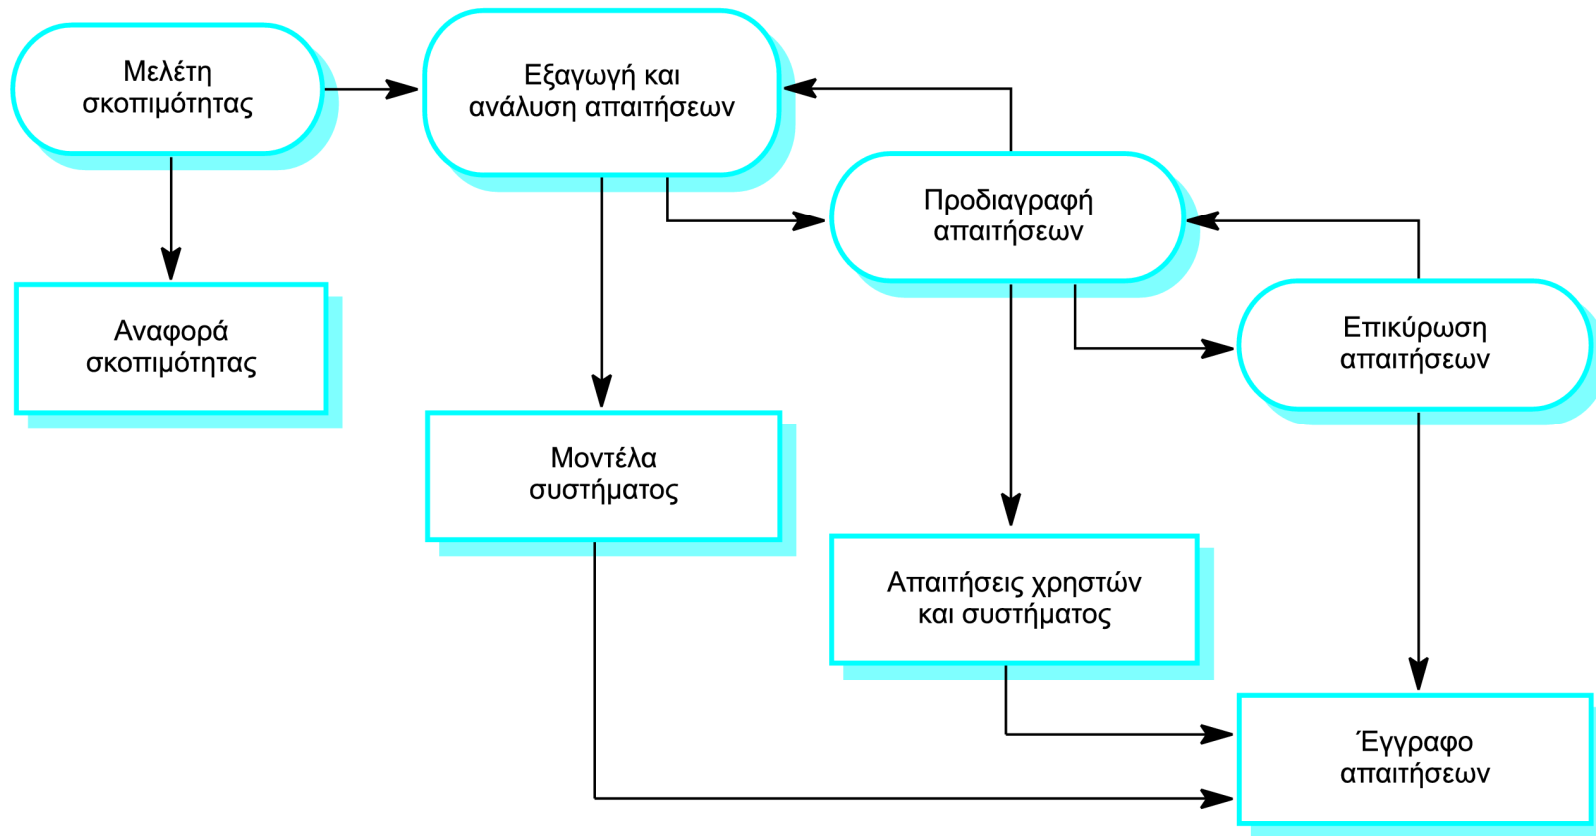 Μελέτη
σκοπιμότητας
Εξαγωγή και
ανάλυση απαιτήσεων
Προδιαγραφή
απαιτήσεων
Επικύρωση
απαιτήσεων
Αναφορά
σκοπιμότητας
Μοντέλα
συστήματος
Απαιτήσεις χρηστών
και συστήματος
Έγγραφο
απαιτήσεων